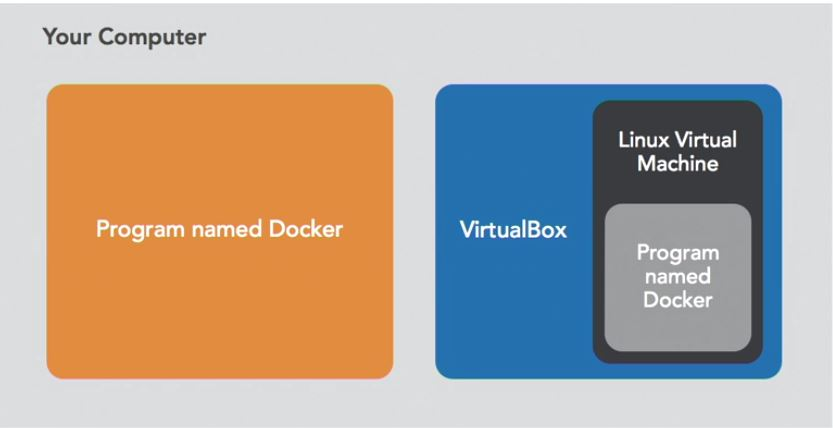 Your Computer
Program named Docker
VirtualBox
Linux Virtual
Machine
Program
named
Docker